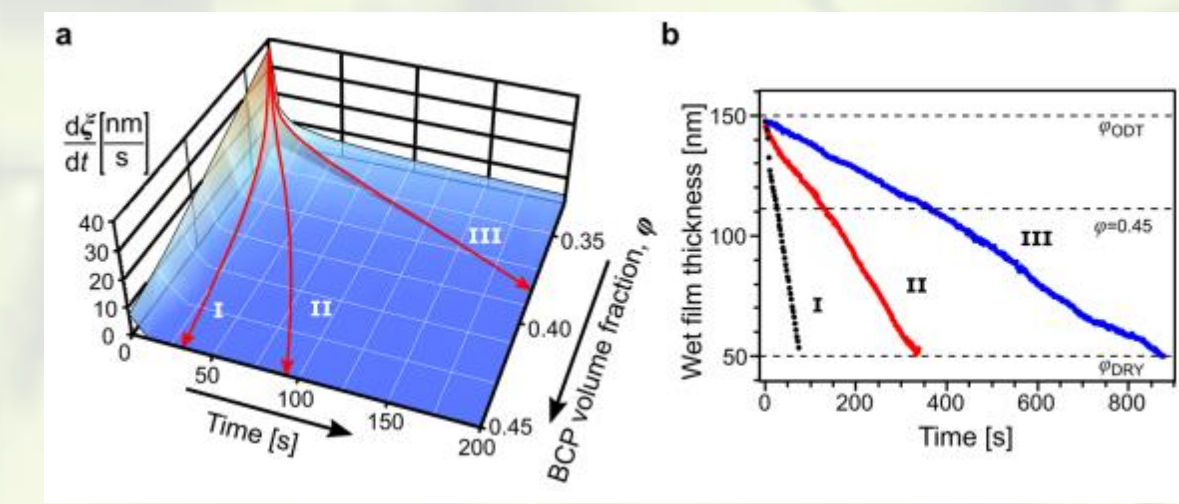 a
dξ/dt [nm/s]
40
30
20
10
0
0
50
100
150
200
Time [s]
0.35
0.40
0.45
BCP volume fraction, φ
I
II
III
b
Wet film thickness [nm]
150
100
50
φODT
φ=0.45
φDRY
I
II
III
0
200
400
600
800
Time [s]